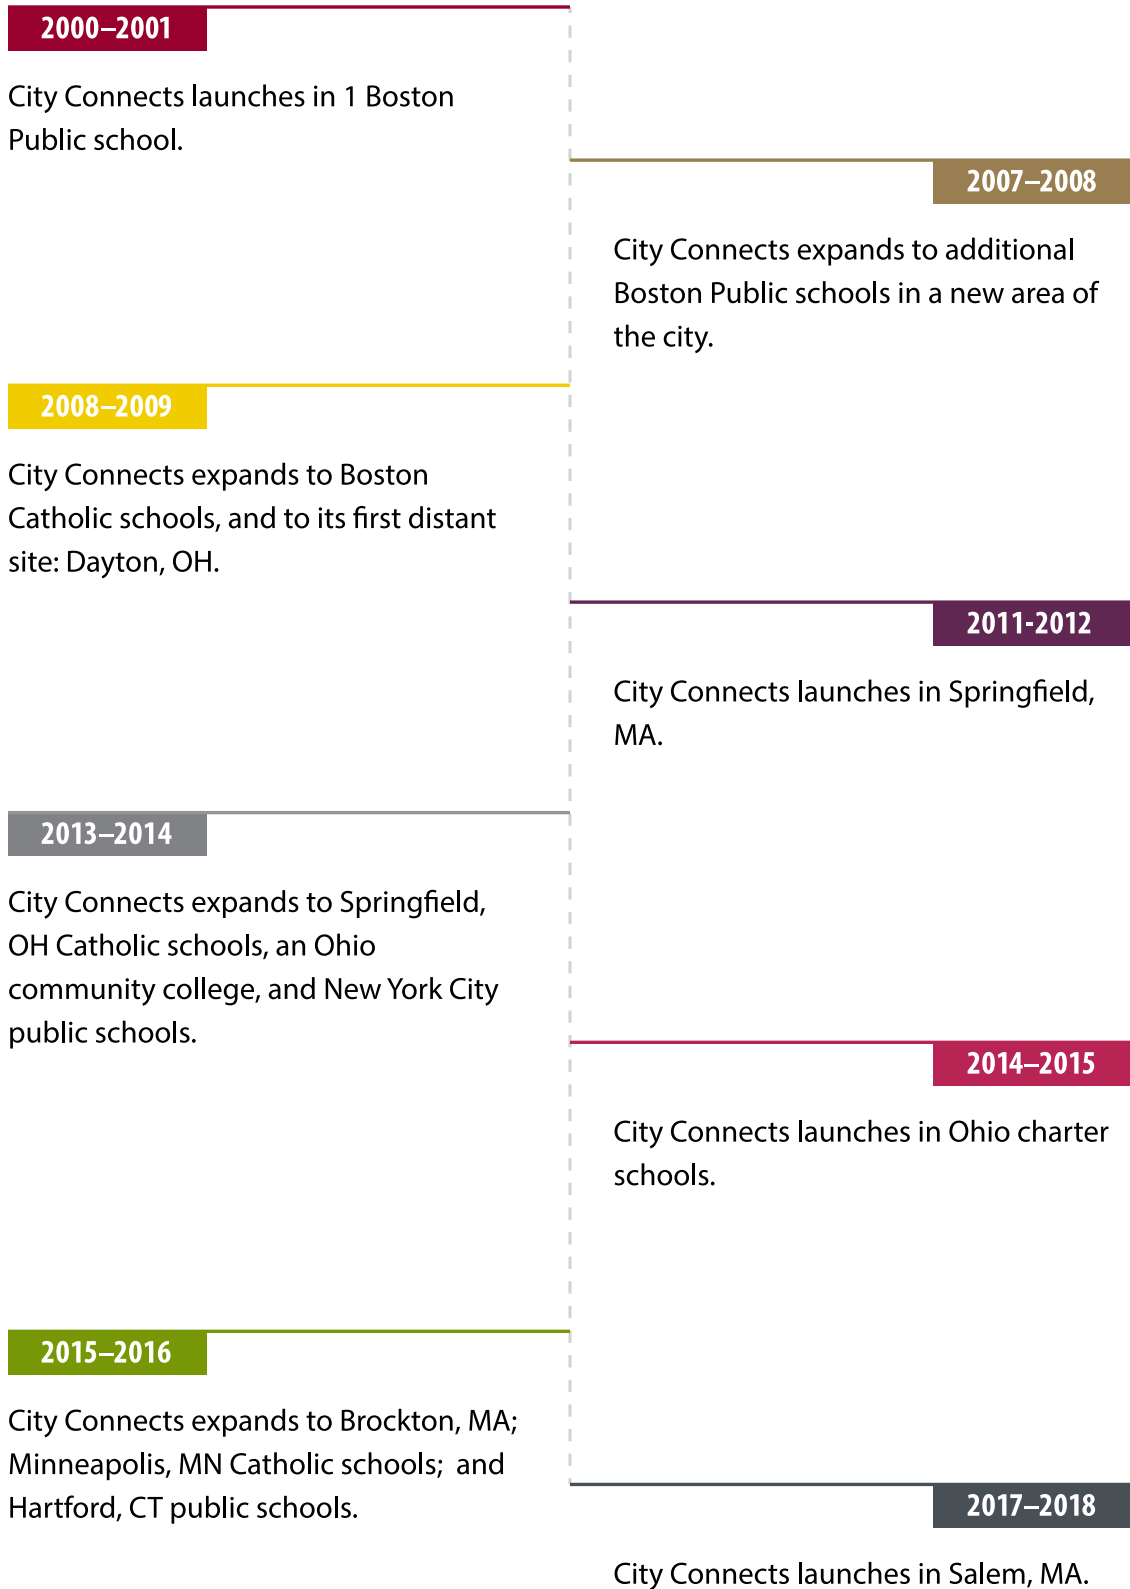 2000–2001
City Connects launches in 1 Boston
Public school.
2007–2008
City Connects expands to additional
Boston Public schools in a new area of
the city.
2008–2009
City Connects expands to Boston
Catholic schools, and to its first distant
site: Dayton, OH.
2011-2012
City Connects launches in Springfield,
MA.
2013–2014
City Connects expands to Springfield,
OH Catholic schools, an Ohio
community college, and New York City
public schools.
2014–2015
City Connects launches in Ohio charter
schools.
2015–2016
City Connects expands to Brockton, MA;
Minneapolis, MN Catholic schools;  and
Hartford, CT public schools.
2017–2018
City Connects launches in Salem, MA.